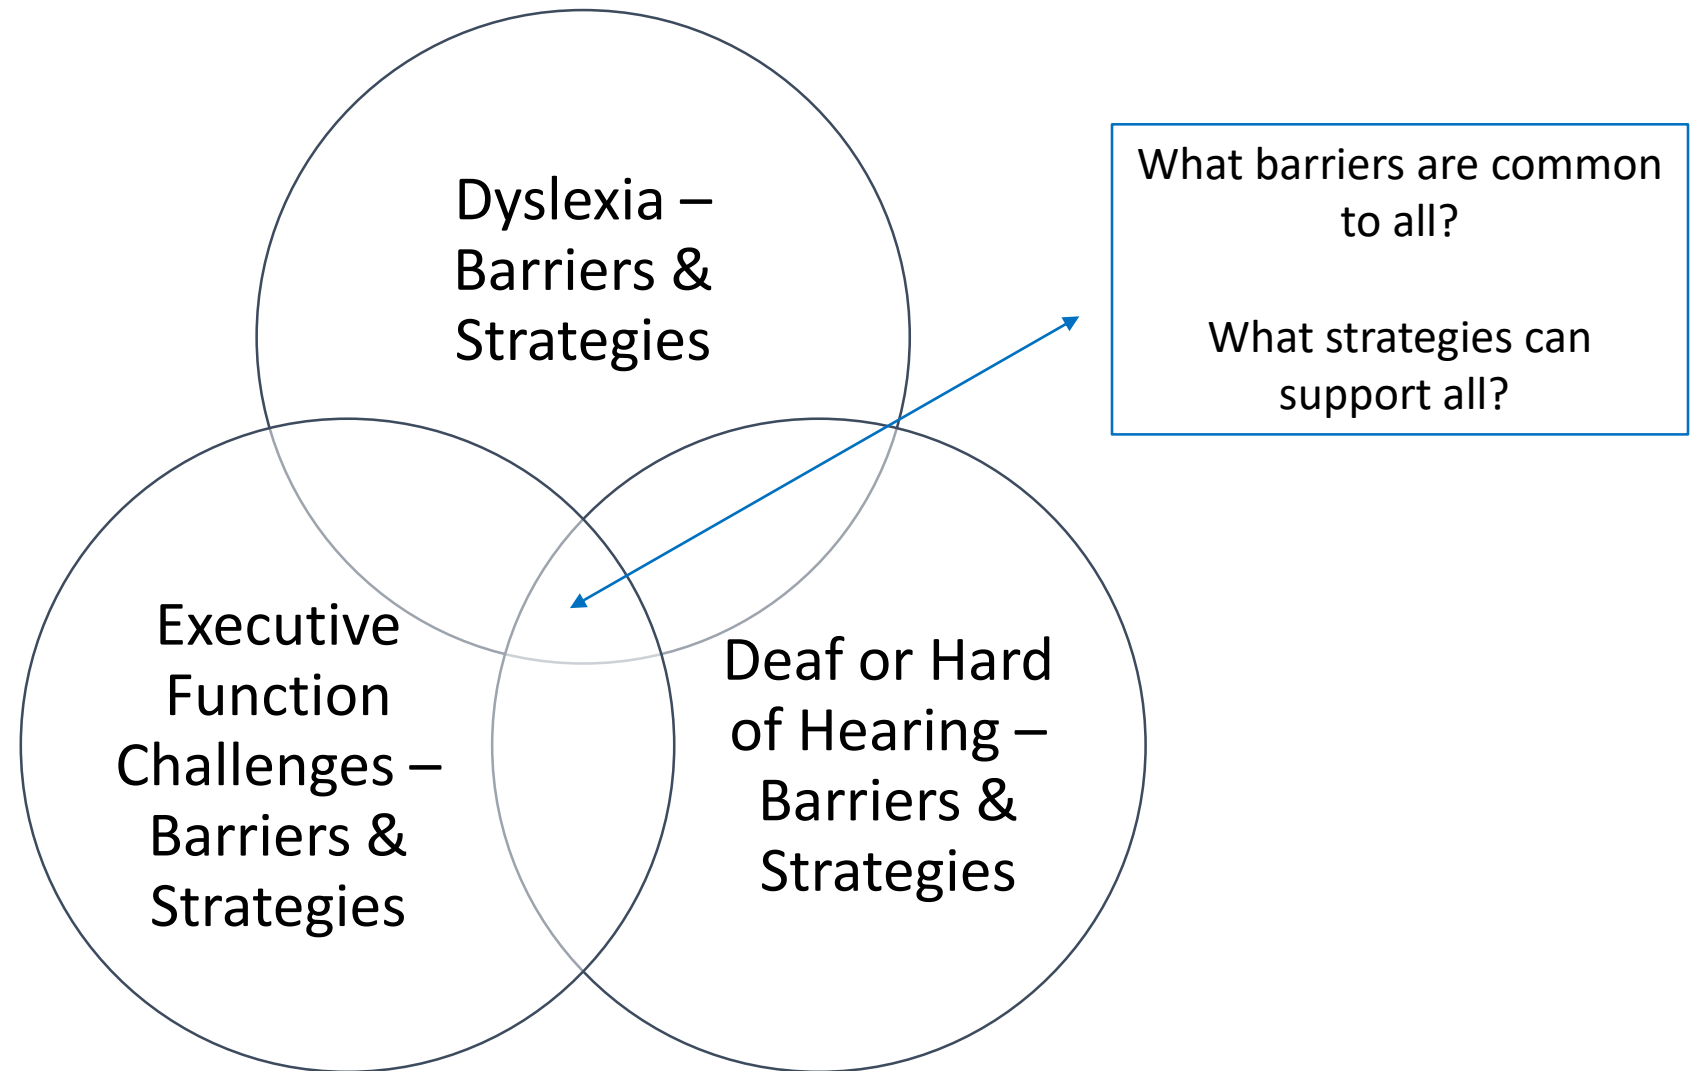 Dyslexia –
Barriers &
Strategies
What barriers are common
to all?
What strategies can
support all?
Executive
Function
Challenges –
Barriers &
Strategies
Deaf or Hard
of Hearing –
Barriers &
Strategies